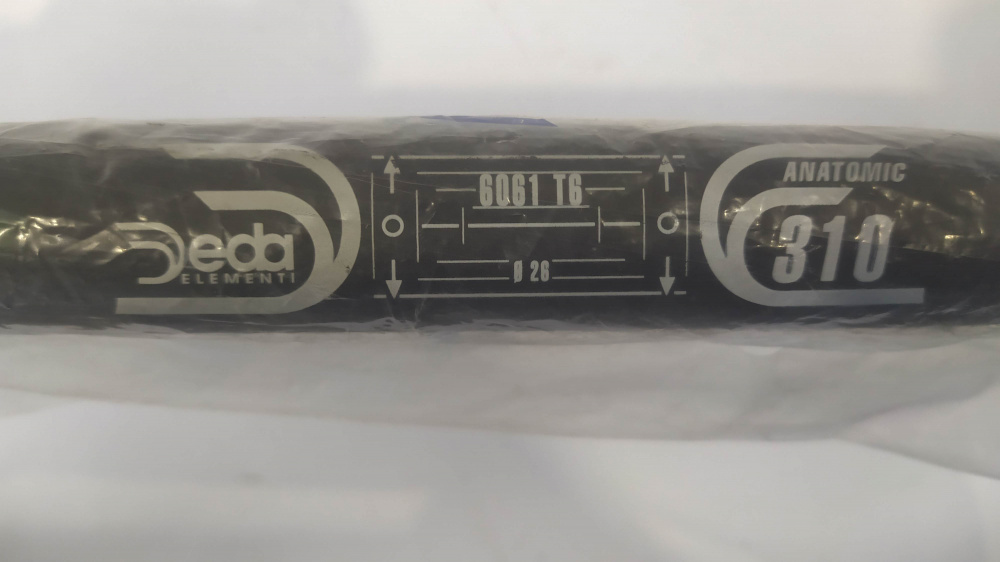 Deda
ELEMENTI
6061 T6
Ø 26
ANATOMIC
310